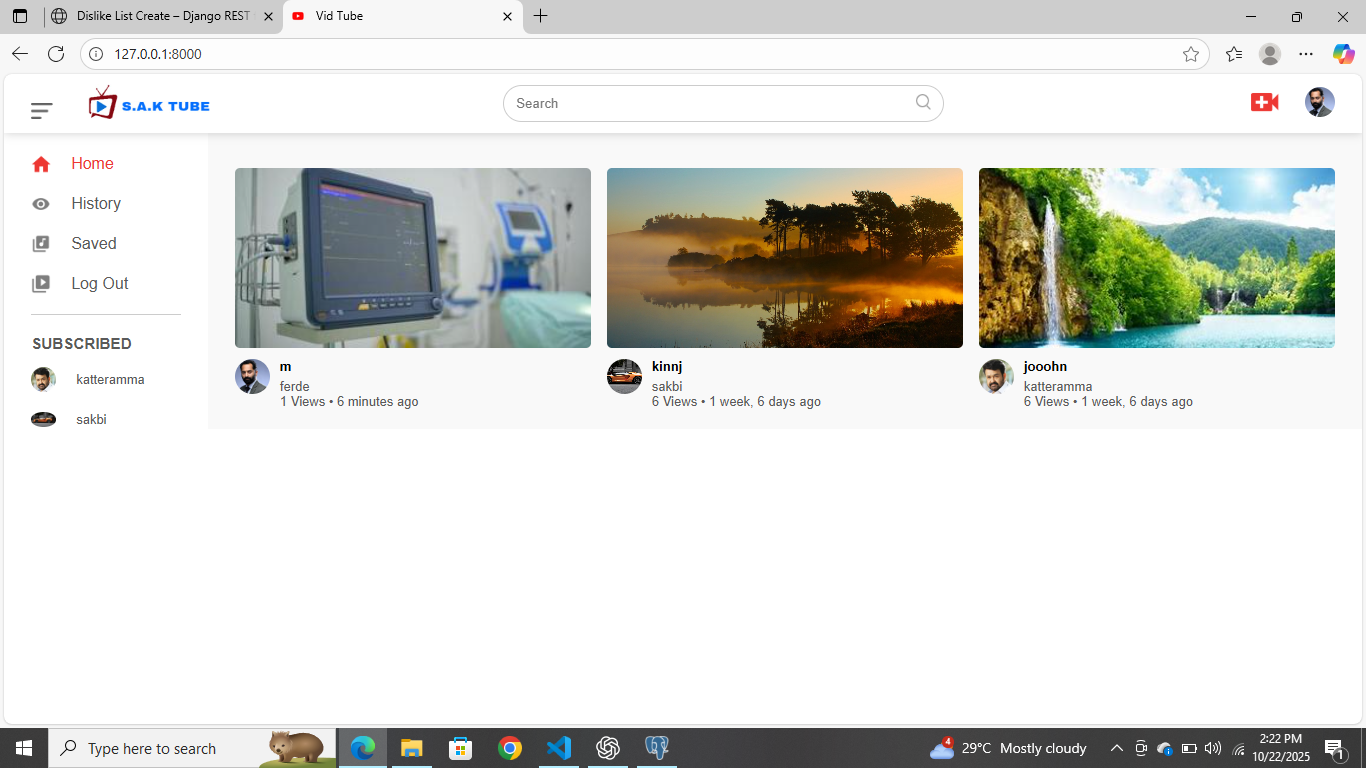 Dislike List Create – Django REST
Vid Tube
127.0.0.1:8000
S.A.K TUBE
Search
Home
History
Saved
Log Out
SUBSCRIBED
katteramma
sakbi
m
ferde
1 Views • 6 minutes ago
kinnj
sakbi
6 Views • 1 week, 6 days ago
jooohn
katteramma
6 Views • 1 week, 6 days ago
Type here to search
4
29°C Mostly cloudy
2:22 PM
10/22/2025
1